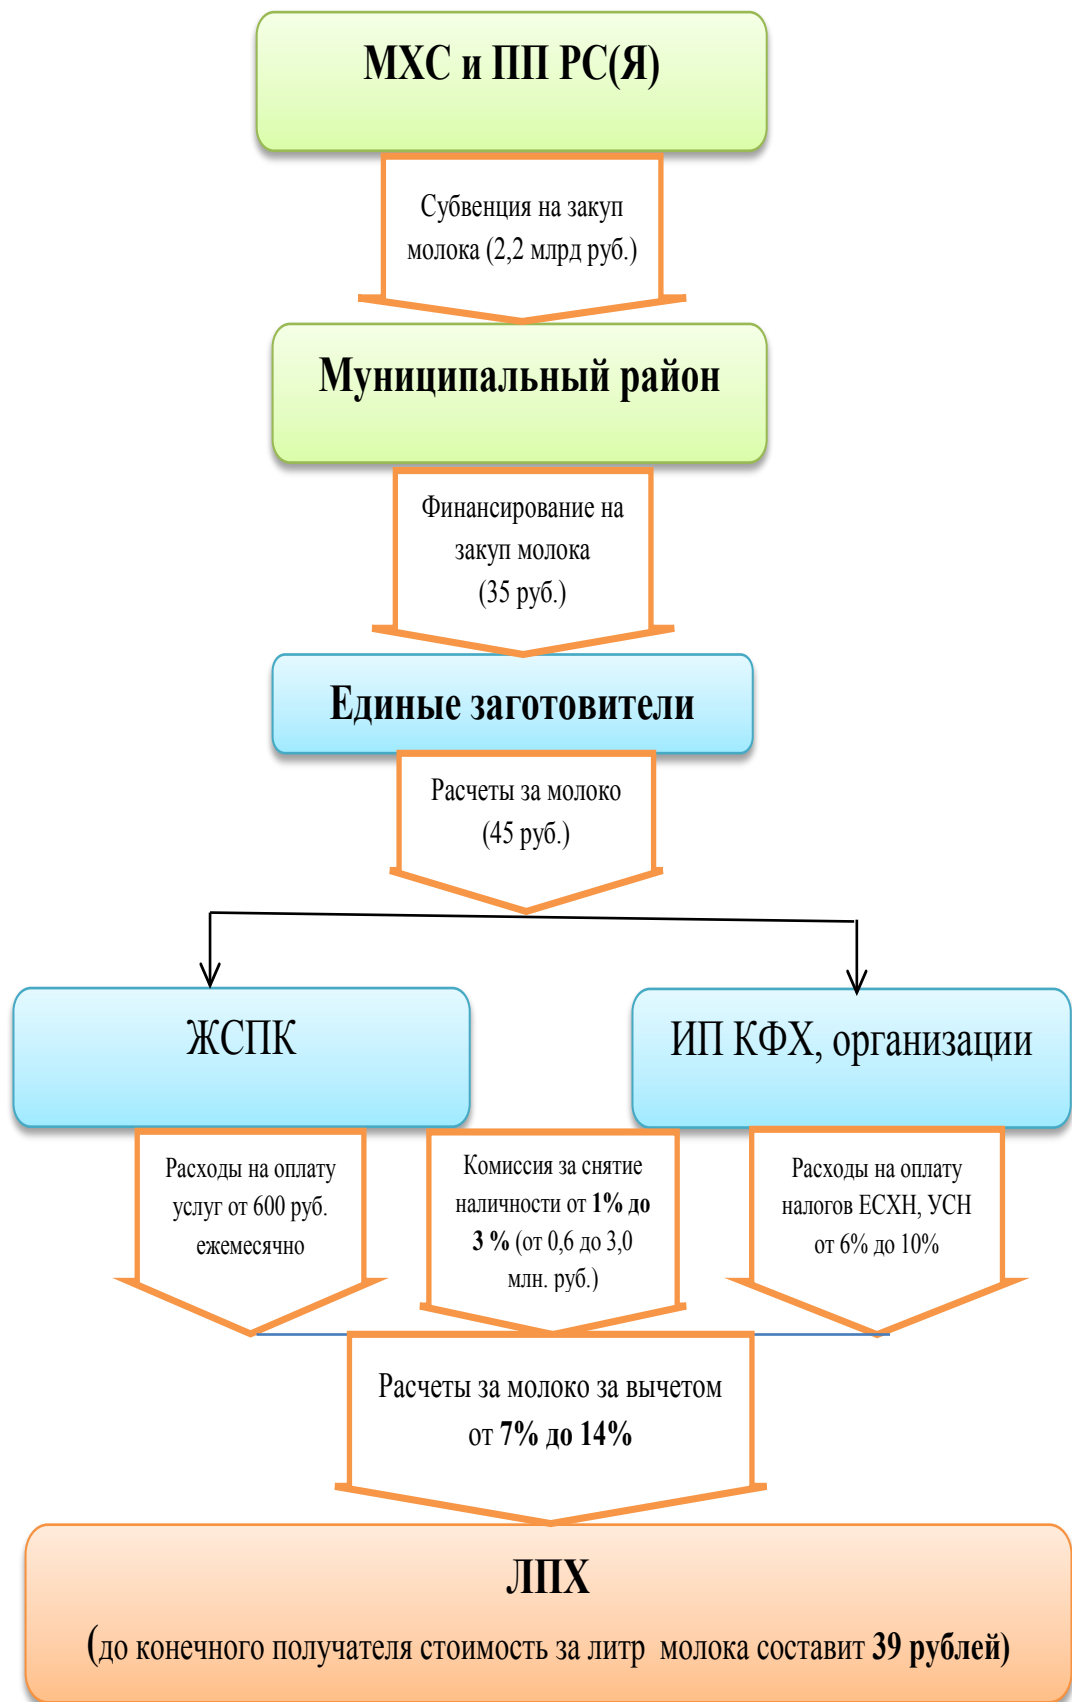 МХС и ПП РС(Я)
Субвенция на закуп
молока (2,2 млрд руб.)
Муниципальный район
Финансирование на
закуп молока
(35 руб.)
Единые заготовители
Расчеты за молоко
(45 руб.)
ЖСПК
ИП КФХ, организации
Расходы на оплату
услуг от 600 руб.
ежемесячно
Комиссия за снятие
наличности от 1% до
3 % (от 0,6 до 3,0
млн. руб.)
Расходы на оплату
налогов ЕСХН, УСН
от 6% до 10%
Расчеты за молоко за вычетом
от 7% до 14%
ЛПХ
(до конечного получателя стоимость за литр  молока составит 39 рублей)